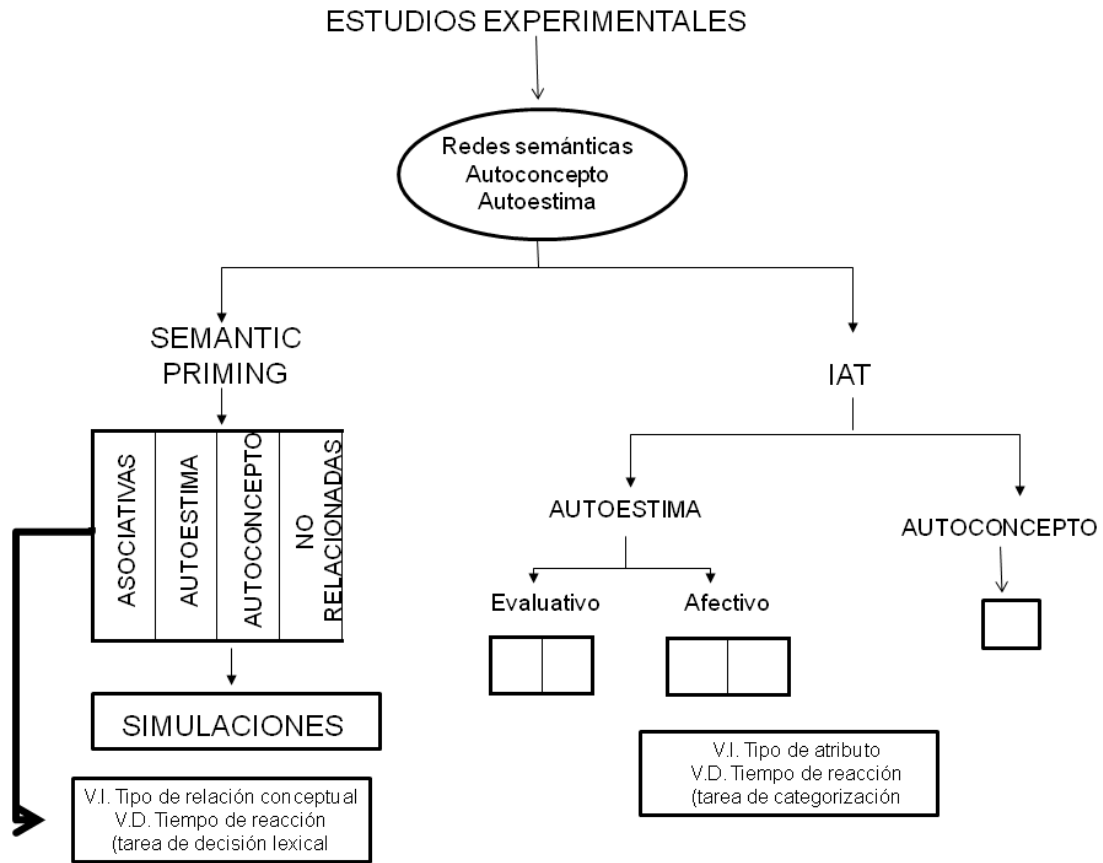 ESTUDIOS EXPERIMENTALES
Redes semánticas
Autoconcepto
Autoestima
SEMANTIC
PRIMING
IAT
ASOCIATIVAS
AUTOESTIMA
AUTOCONCEPTO
NO
RELACIONADAS
AUTOESTIMA
AUTOCONCEPTO
Evaluativo
Afectivo
SIMULACIONES
V.I. Tipo de atributo
V.D. Tiempo de reacción
(tarea de categorización
V.I. Tipo de relación conceptual
V.D. Tiempo de reacción
(tarea de decisión lexical